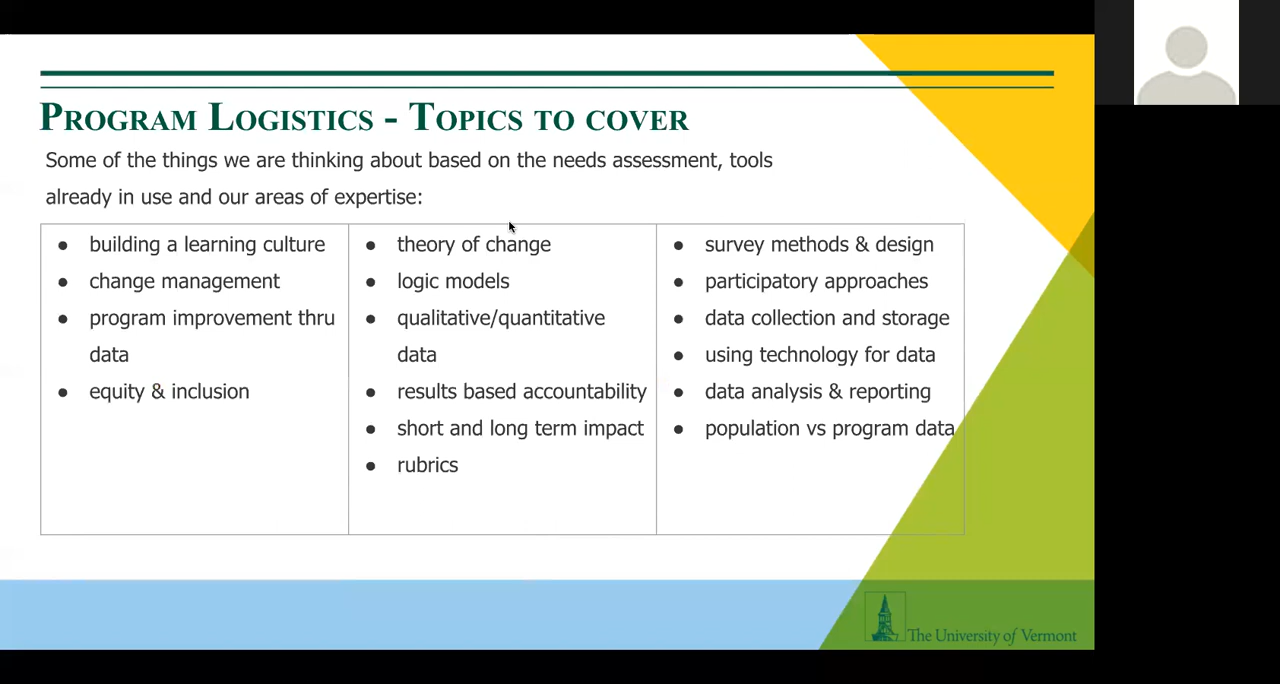 Program Logistics - Topics to cover
Some of the things we are thinking about based on the needs assessment, tools
already in use and our areas of expertise:
● building a learning culture
● change management
● program improvement thru
data
● equity & inclusion
● theory of change
● logic models
● qualitative/quantitative
data
● results based accountability
● short and long term impact
● rubrics
● survey methods & design
● participatory approaches
● data collection and storage
● using technology for data
● data analysis & reporting
● population vs program data
The University of Vermont